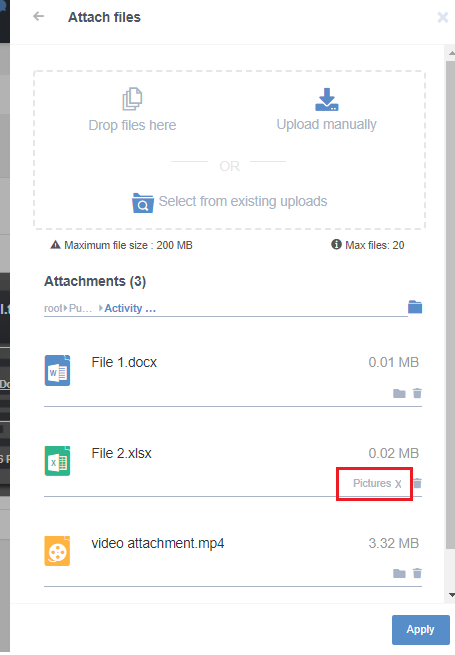 Attach files
Drop files here
Upload manually
OR
Select from existing uploads
Maximum file size : 200 MB
Max files: 20
Attachments (3)
root Pu... Activity ...
File 1.docx
0.01 MB
File 2.xlsx
0.02 MB
Pictures X
video attachment.mp4
3.32 MB
Apply